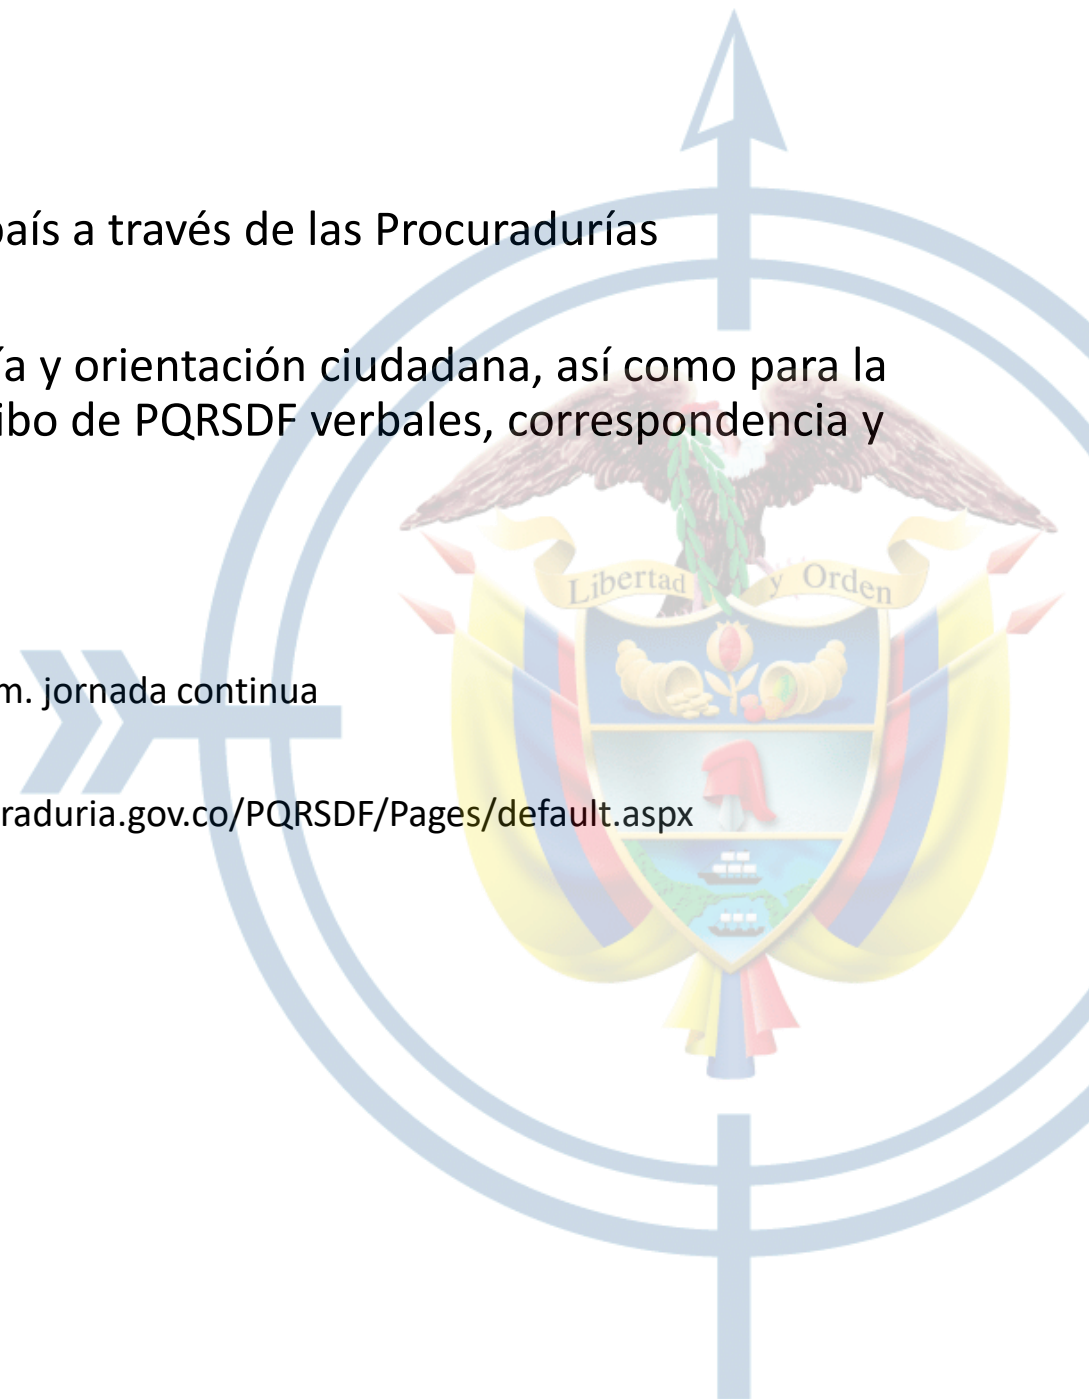 país a través de las Procuradurías
ía y orientación ciudadana, así como para la
ibo de PQRSDF verbales, correspondencia y
Libertad y Orden
m. jornada continua
raduria.gov.co/PQRSDF/Pages/default.aspx